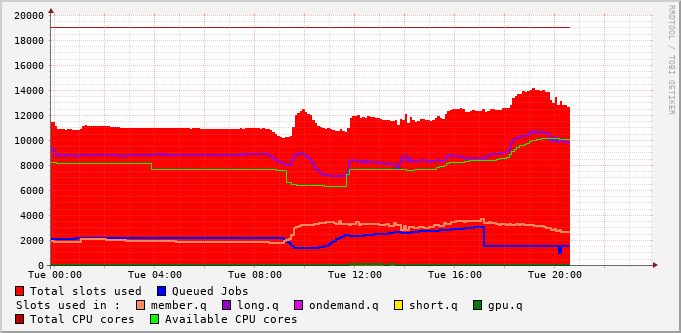 20000
18000
16000
14000
12000
10000
8000
6000
4000
2000
0
Tue 00:00 Tue 04:00 Tue 08:00 Tue 12:00 Tue 16:00 Tue 20:00
Total slots used Queued Jobs
Slots used in : member.q long.q ondemand.q short.q gpu.q
Total CPU cores Available CPU cores
RRDTOOL / TOBI OETIKER